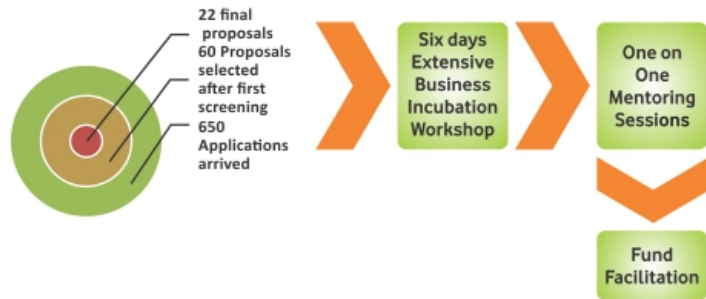 22 final
proposals
60 Proposals
selected
after first
screening
650
Applications
arrived
Six days
Extensive
Business
Incubation
Workshop
One on
One
Mentoring
Sessions
Fund
Facilitation